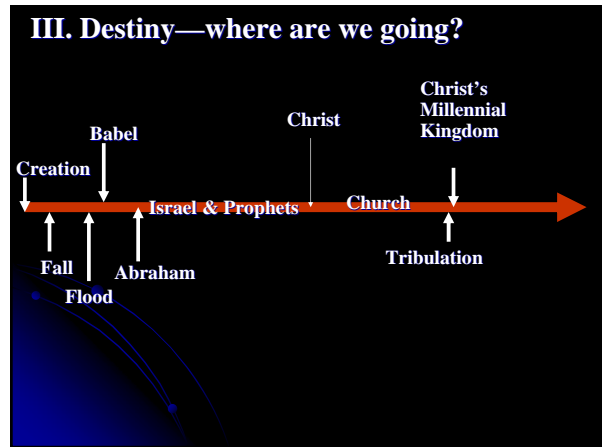 III. Destiny—where are we going?
Christ's
Millennial
Kingdom
Christ
Babel
Creation
Israel & Prophets
Church
Fall
Abraham
Tribulation
Flood